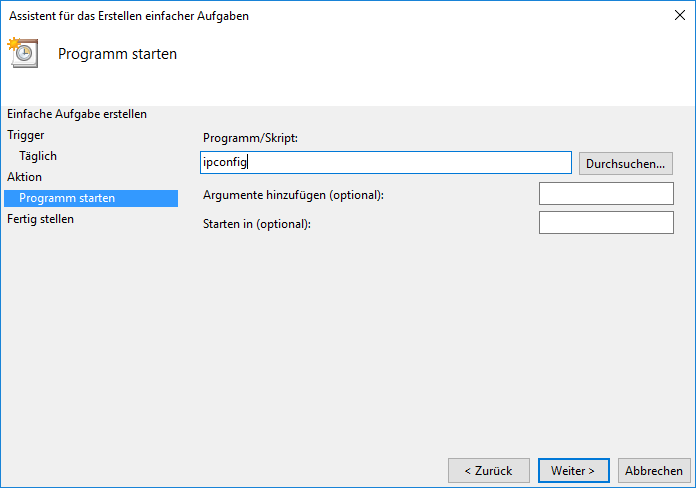 Assistent für das Erstellen einfacher Aufgaben
Programm starten
Einfache Aufgabe erstellen
Trigger
Täglich
Aktion
Programm starten
Fertig stellen
Programm/Skript:
ipconfig
Durchsuchen...
Argumente hinzufügen (optional):
Starten in (optional):
< Zurück
Weiter >
Abbrechen